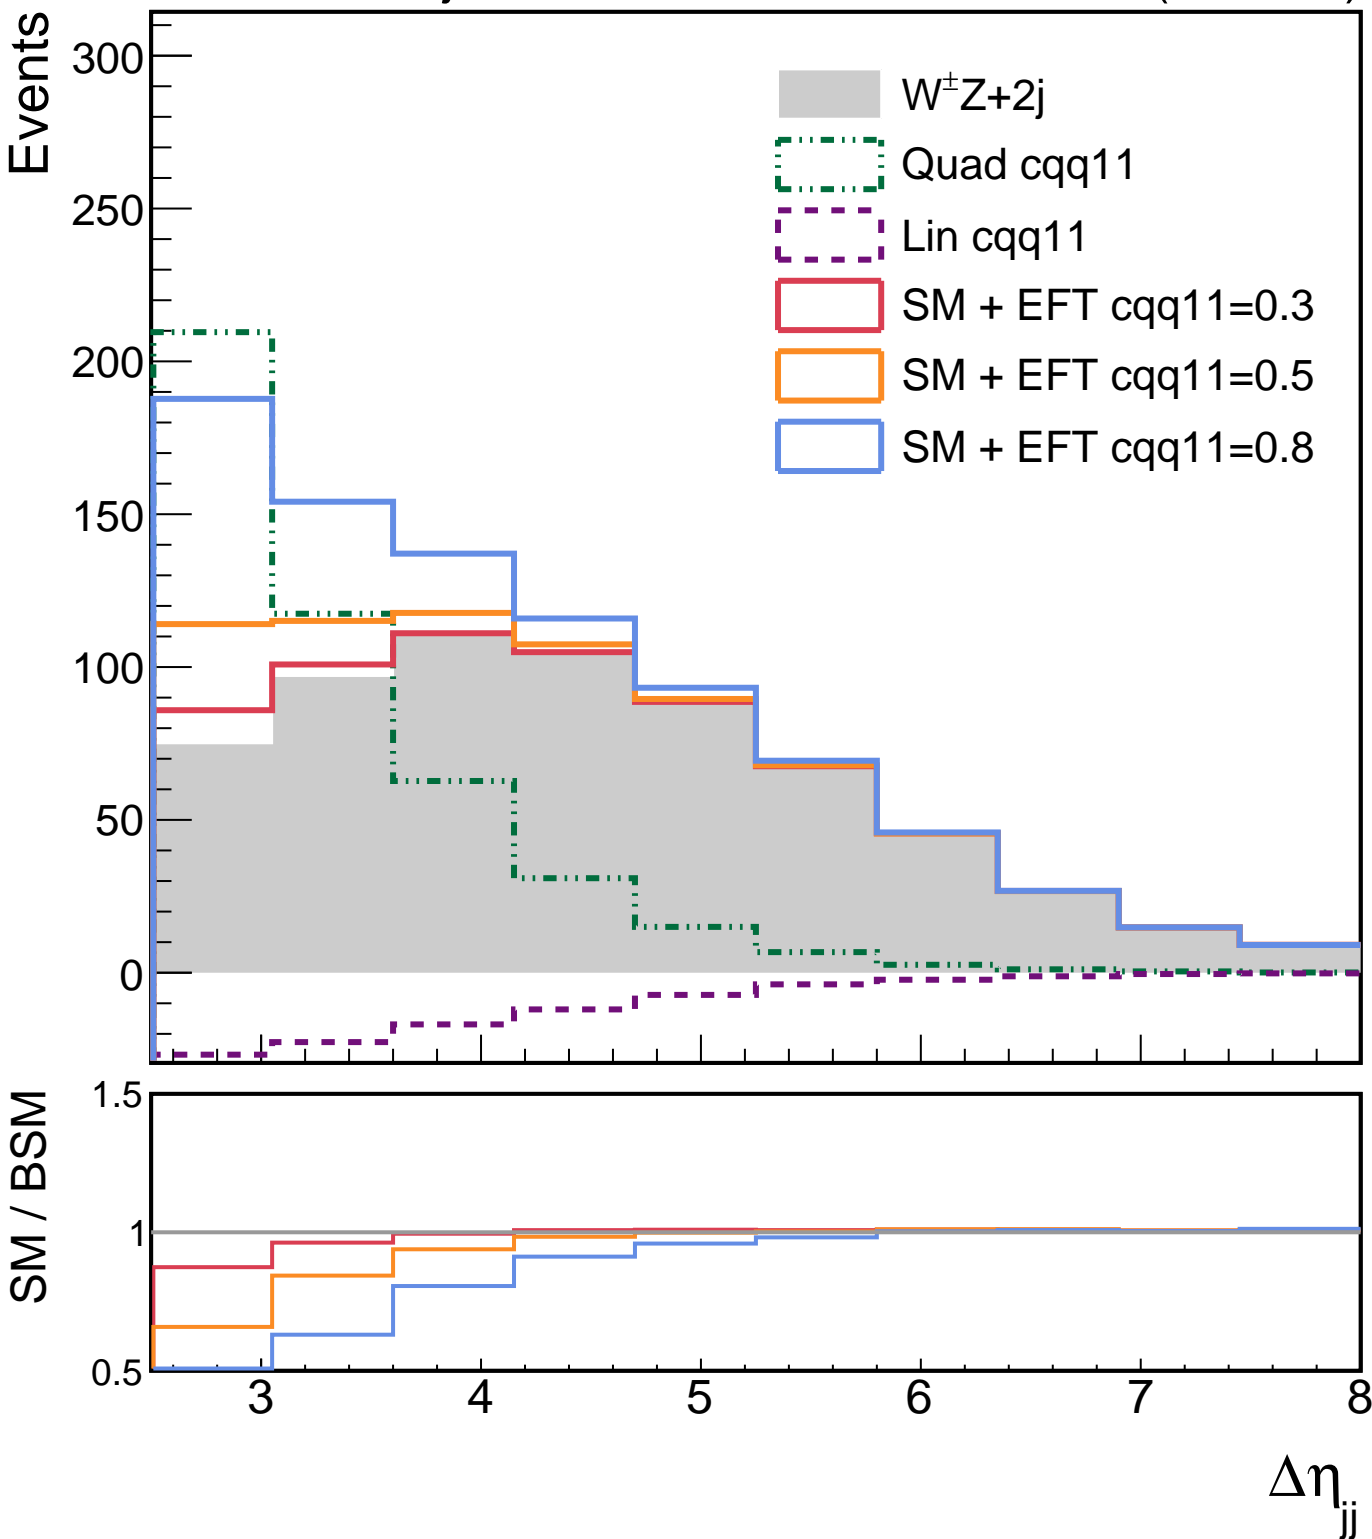 Events
300
250
200
150
100
50
0
W±Z+2j
Quad cqq11
Lin cqq11
SM + EFT cqq11=0.3
SM + EFT cqq11=0.5
SM + EFT cqq11=0.8
SM / BSM
1.5
1
0.5
3 4 5 6 7 8
Δηjj